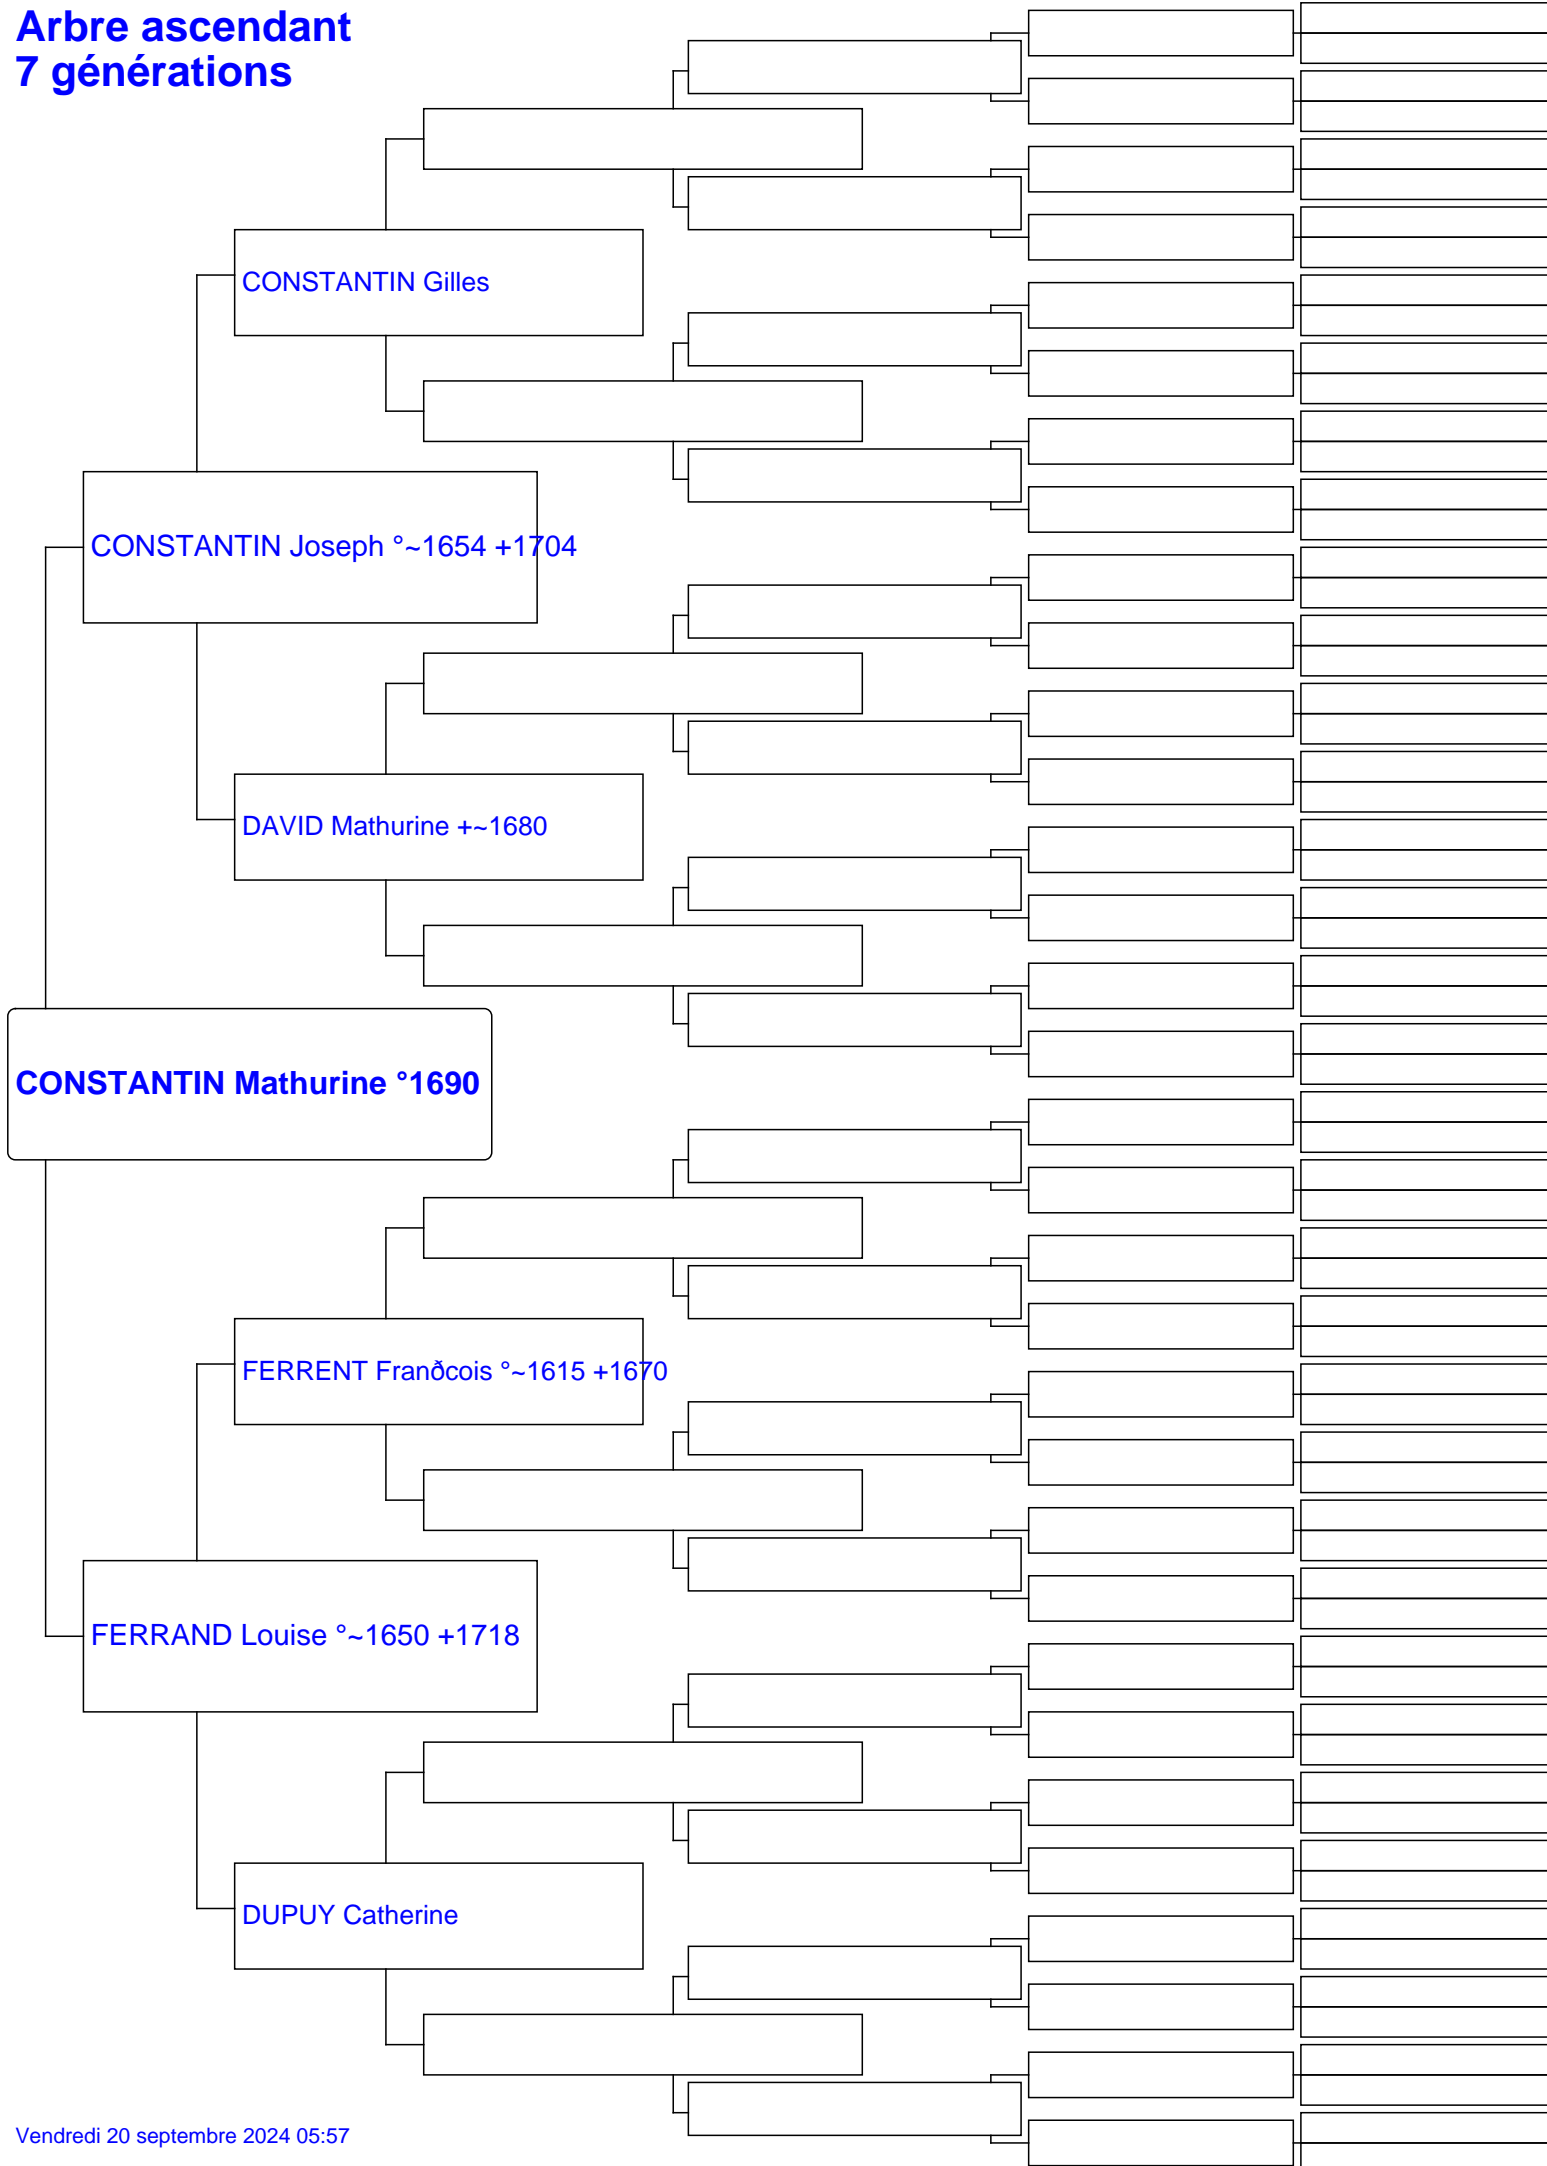 Arbre ascendant
7 générations
CONSTANTIN Gilles
CONSTANTIN Joseph °~1654 +1704
DAVID Mathurine +~1680
CONSTANTIN Mathurine °1690
FERRENT Franðcois °~1615 +1670
FERRAND Louise °~1650 +1718
DUPUY Catherine
Vendredi 20 septembre 2024 05:57